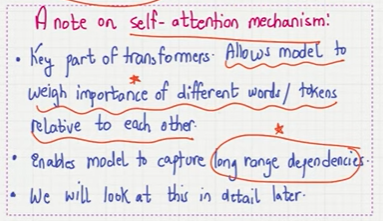 A note on self-attention mechanism:
• Key part of transformers. Allows model to
weigh importance of different words/tokens
relative to each other.
• Enables model to capture long range dependencies.
• We will look at this in detail later.